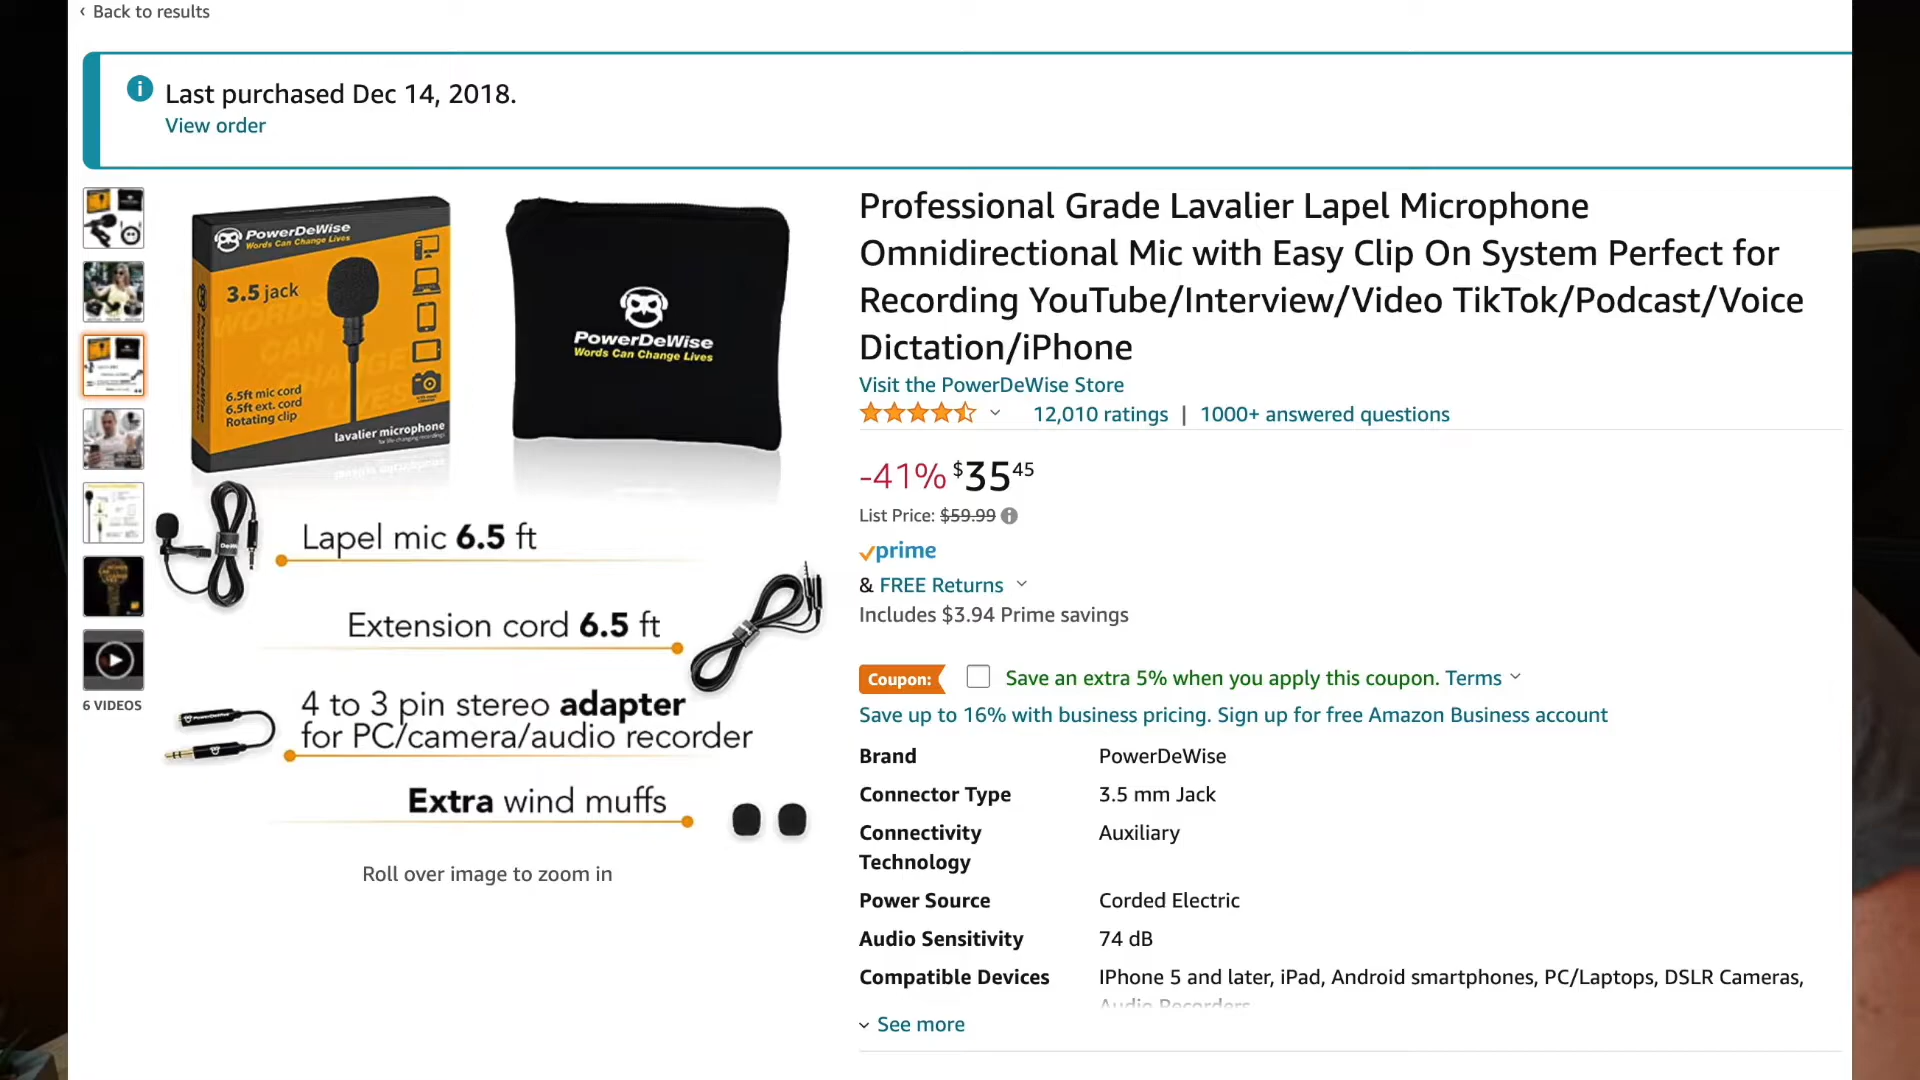 ‹ Back to results
Last purchased Dec 14, 2018.
View order
PowerDeWise
Words Can Change Lives
3.5 jack
WORDS
CAN
CHANGE
LIVES
6.5ft mic cord
6.5ft ext. cord
Rotating clip
lavalier microphone
PowerDeWise
Words Can Change Lives
Lapel mic 6.5 ft
Extension cord 6.5 ft
4 to 3 pin stereo adapter
for PC/camera/audio recorder
Extra wind muffs
6 VIDEOS
Roll over image to zoom in
Professional Grade Lavalier Lapel Microphone
Omnidirectional Mic with Easy Clip On System Perfect for
Recording YouTube/Interview/Video TikTok/Podcast/Voice
Dictation/iPhone
Visit the PowerDeWise Store
12,010 ratings | 1000+ answered questions
-41% $35 45
List Price: $59.99
prime
& FREE Returns
Includes $3.94 Prime savings
Coupon: Save an extra 5% when you apply this coupon. Terms
Save up to 16% with business pricing. Sign up for free Amazon Business account
Brand PowerDeWise
Connector Type 3.5 mm Jack
Connectivity Technology Auxiliary
Power Source Corded Electric
Audio Sensitivity 74 dB
Compatible Devices IPhone 5 and later, iPad, Android smartphones, PC/Laptops, DSLR Cameras,
Audio Recorders
See more